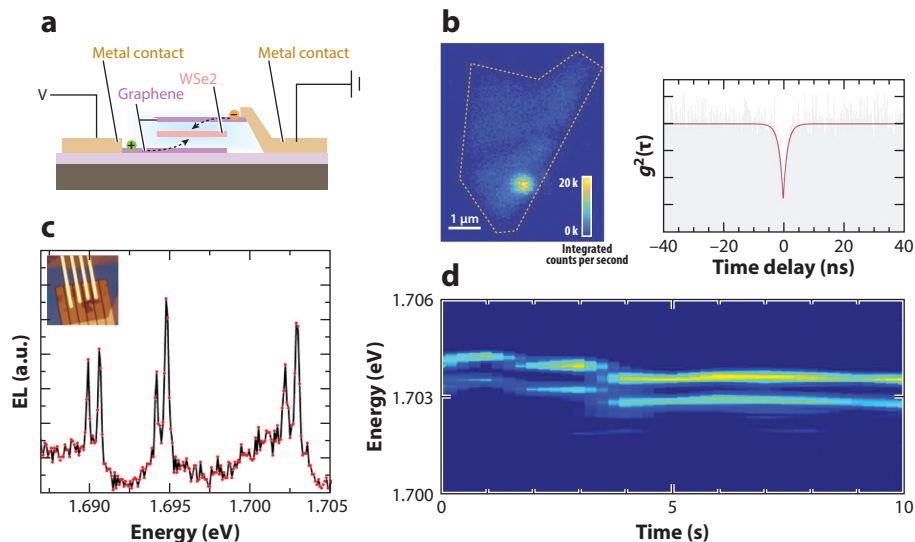 a
Metal contact
Metal contact
WSe2
Graphene
V
+
−
b
20 k
0 k
1 µm
Integrated
counts per second
g²(τ)
−40
−20
0
20
40
Time delay (ns)
c
EL (a.u.)
1.690
1.695
1.700
1.705
Energy (eV)
d
1.706
1.703
1.700
Energy (eV)
0
5
10
Time (s)